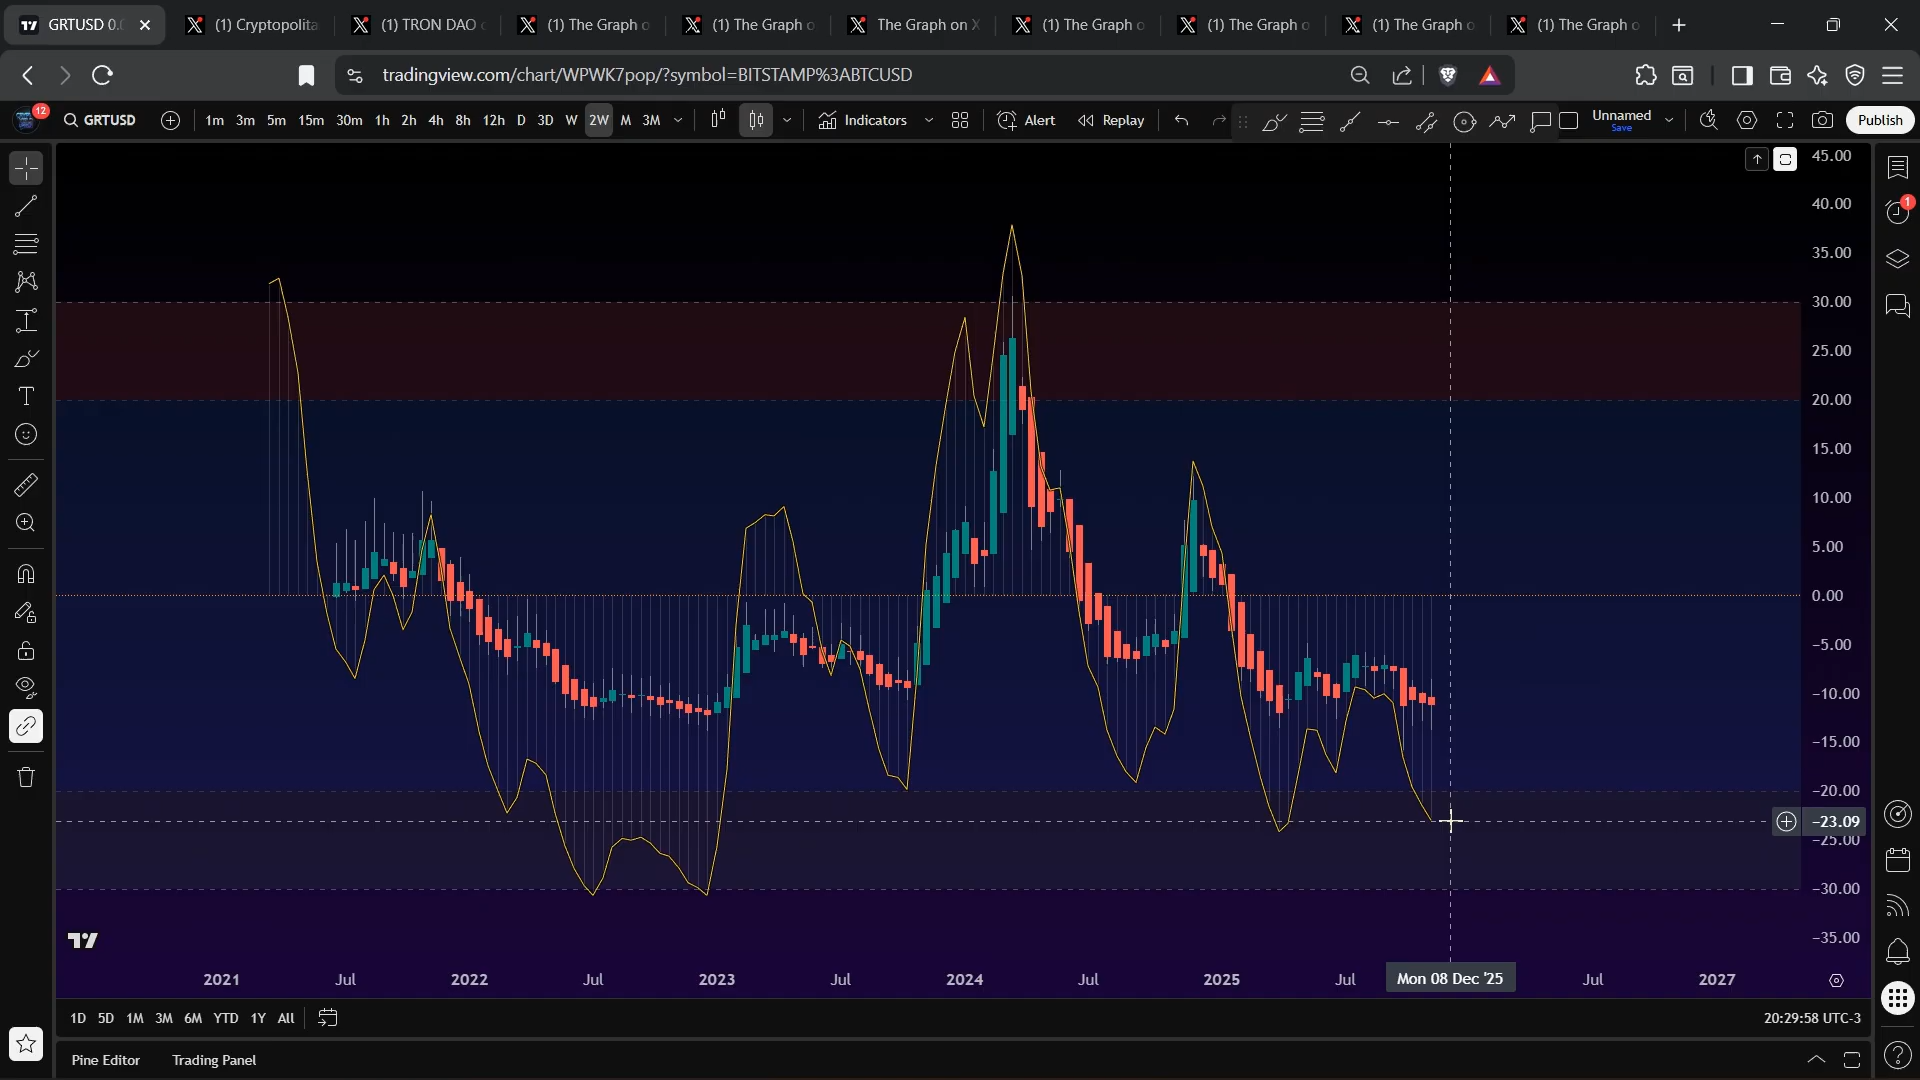 GRTUSD 0.
(1) Cryptopolita
(1) TRON DAO
(1) The Graph o
(1) The Graph o
The Graph on X
(1) The Graph o
(1) The Graph o
(1) The Graph o
(1) The Graph o
tradingview.com/chart/WPWK7pop/?symbol=BITSTAMP%3ABTCUSD
12
GRTUSD
1m 3m 5m 15m 30m 1h 2h 4h 8h 12h D 3D W 2W M 3M
Indicators
Alert
Replay
Unnamed
Save
Publish
45.00
40.00
35.00
30.00
25.00
20.00
15.00
10.00
5.00
0.00
−5.00
−10.00
−15.00
−20.00
−23.09
−25.00
−30.00
−35.00
1
2021 Jul 2022 Jul 2023 Jul 2024 Jul 2025 Jul Mon 08 Dec '25 Jul 2027
1D 5D 1M 3M 6M YTD 1Y All
20:29:58 UTC-3
Pine Editor
Trading Panel